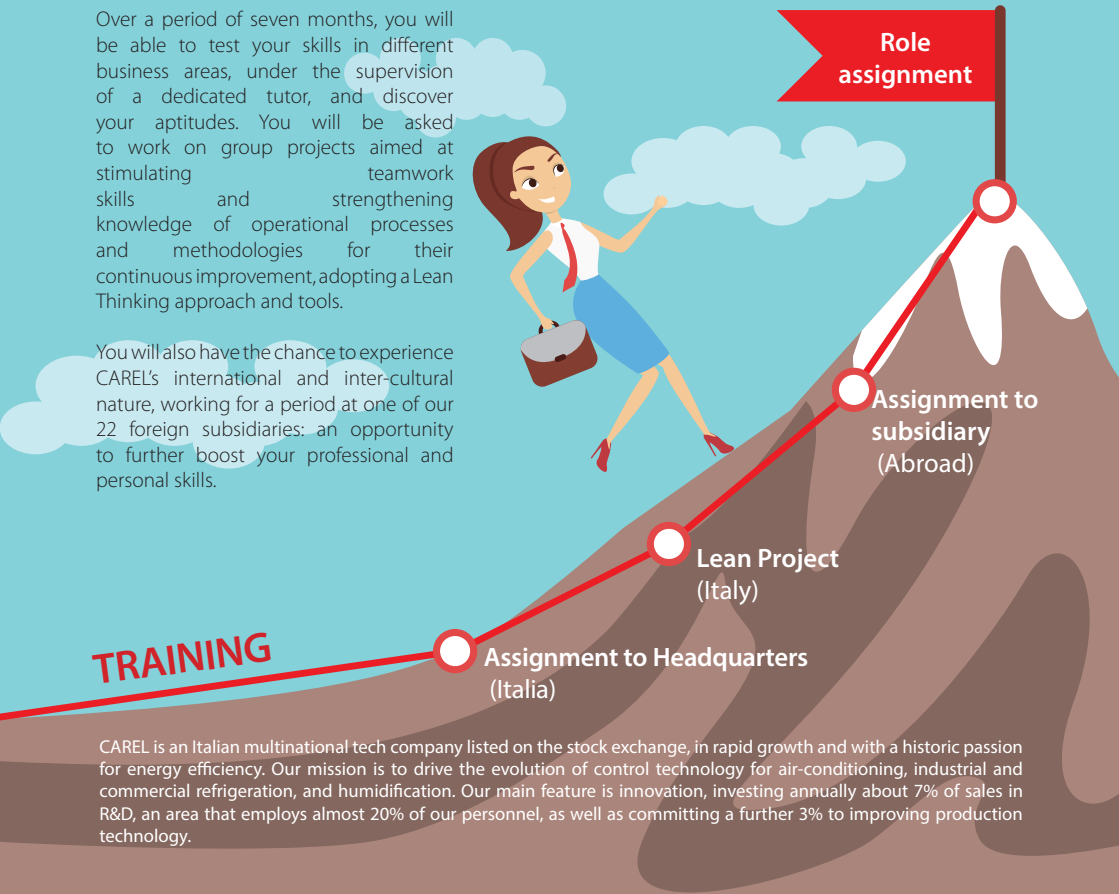 Over a period of seven months, you will
be able to test your skills in different
business areas, under the supervision
of a dedicated tutor, and discover
your aptitudes. You will be asked
to work on group projects aimed at
stimulating teamwork
skills and strengthening
knowledge of operational processes
and methodologies for their
continuous improvement, adopting a Lean
Thinking approach and tools.
You will also have the chance to experience
CAREL's international and inter-cultural
nature, working for a period at one of our
22 foreign subsidiaries: an opportunity
to further boost your professional and
personal skills.
Role
assignment
Assignment to
subsidiary
(Abroad)
Lean Project
(Italy)
TRAINING
Assignment to Headquarters
(Italia)
CAREL is an Italian multinational tech company listed on the stock exchange, in rapid growth and with a historic passion
for energy efficiency. Our mission is to drive the evolution of control technology for air-conditioning, industrial and
commercial refrigeration, and humidification. Our main feature is innovation, investing annually about 7% of sales in
R&D, an area that employs almost 20% of our personnel, as well as committing a further 3% to improving production
technology.